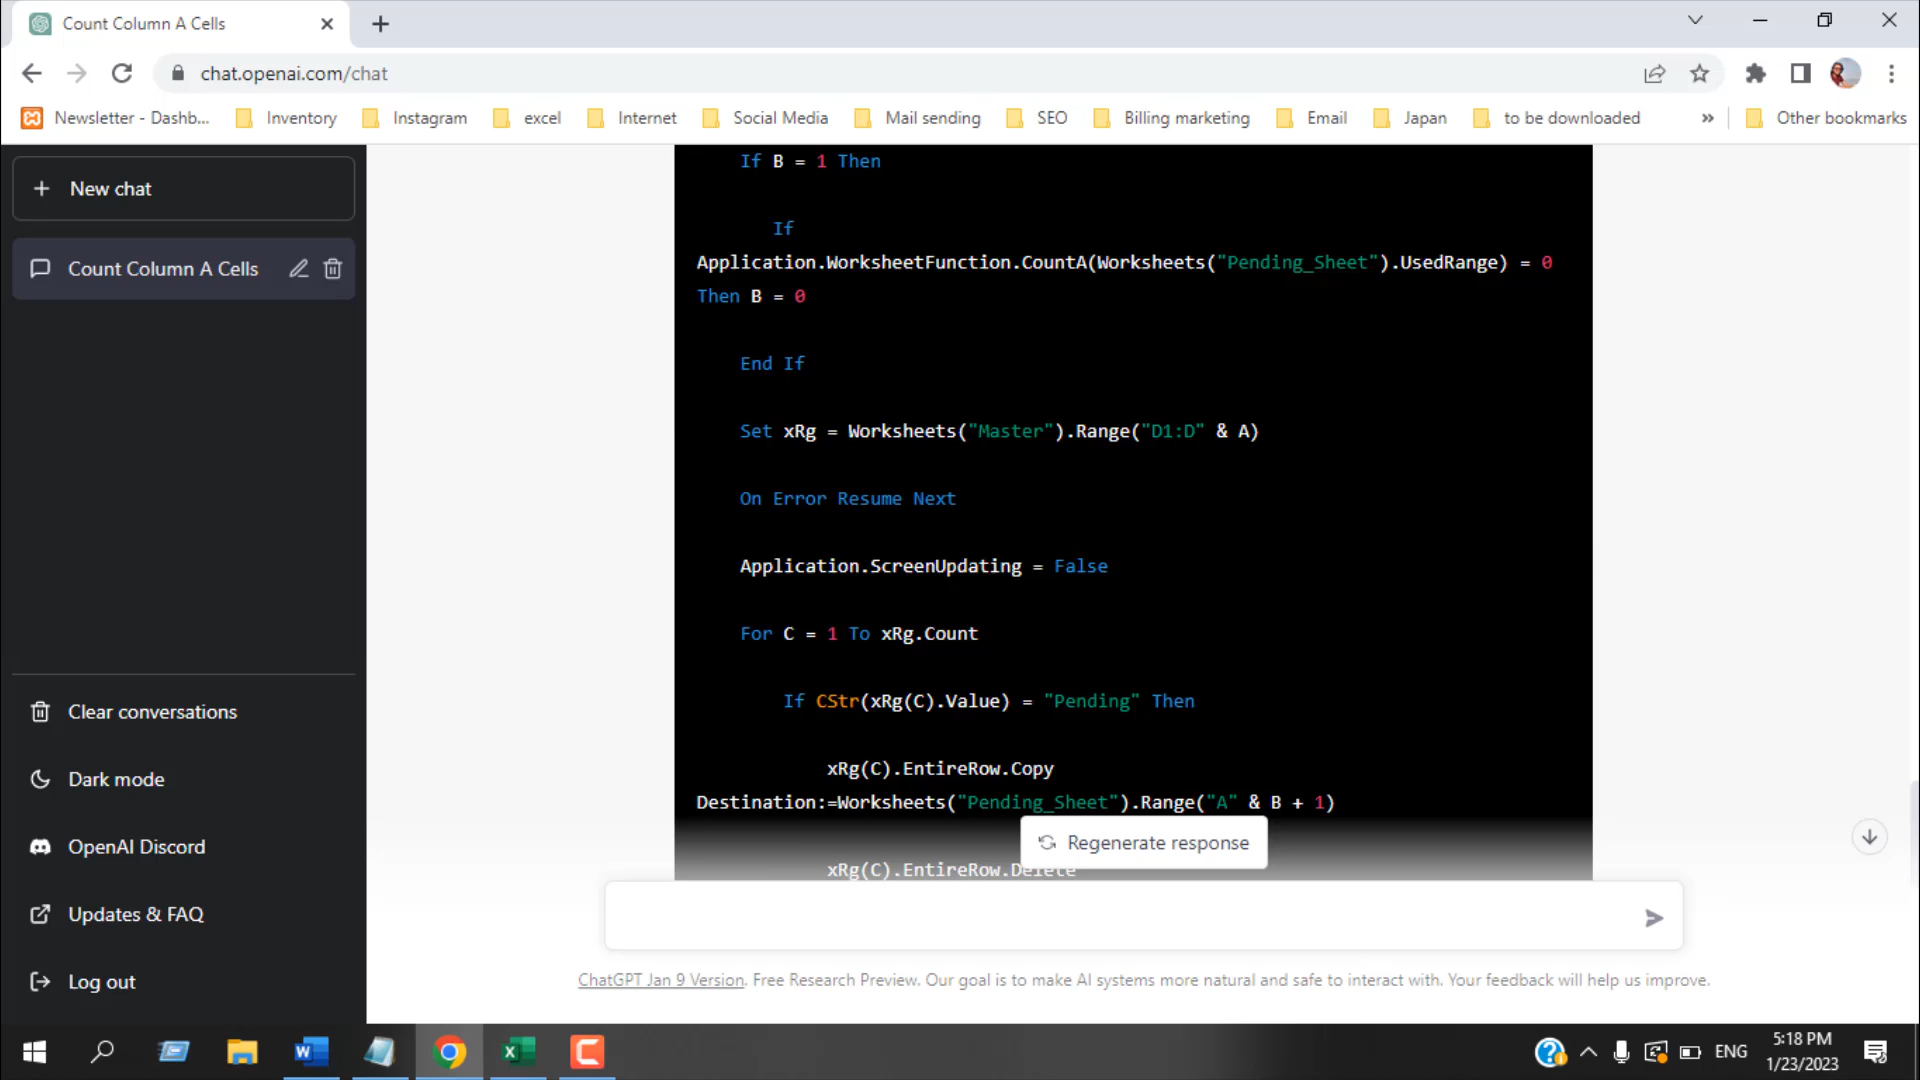 Count Column A Cells
chat.openai.com/chat
Newsletter - Dashb...
Inventory
Instagram
excel
Internet
Social Media
Mail sending
SEO
Billing marketing
Email
Japan
to be downloaded
»
Other bookmarks
New chat
Count Column A Cells
Clear conversations
Dark mode
OpenAI Discord
Updates & FAQ
Log out
If B = 1 Then
If
Application.WorksheetFunction.CountA(Worksheets("Pending_Sheet").UsedRange) = 0
Then B = 0
End If
Set xRg = Worksheets("Master").Range("D1:D" & A)
On Error Resume Next
Application.ScreenUpdating = False
For C = 1 To xRg.Count
If CStr(xRg(C).Value) = "Pending" Then
xRg(C).EntireRow.Copy
Destination:=Worksheets("Pending_Sheet").Range("A" & B + 1)
xRg(C).EntireRow.Delete
Regenerate response
ChatGPT Jan 9 Version. Free Research Preview. Our goal is to make AI systems more natural and safe to interact with. Your feedback will help us improve.
ENG
5:18 PM
1/23/2023